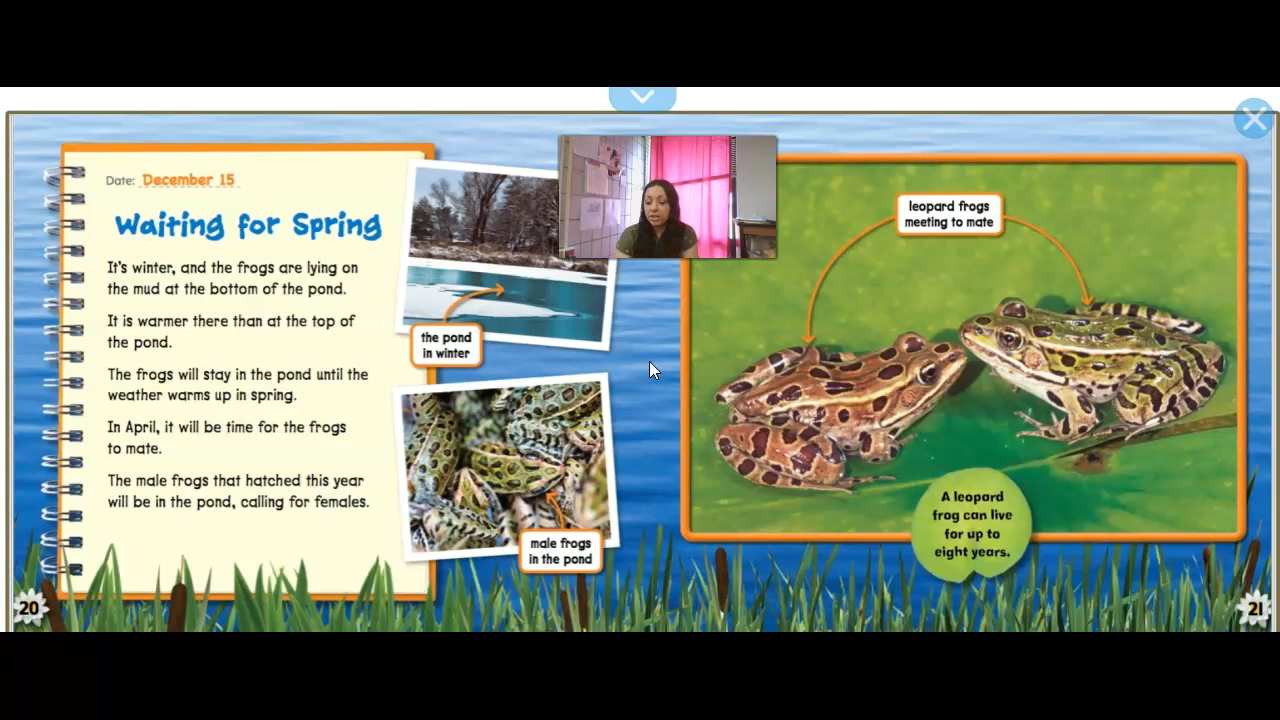 Date: December 15
Waiting for Spring
It's winter, and the frogs are lying on
the mud at the bottom of the pond.
It is warmer there than at the top of
the pond.
The frogs will stay in the pond until the
weather warms up in spring.
In April, it will be time for the frogs
to mate.
The male frogs that hatched this year
will be in the pond, calling for females.
the pond
in winter
male frogs
in the pond
20
leopard frogs
meeting to mate
A leopard
frog can live
for up to
eight years.
21